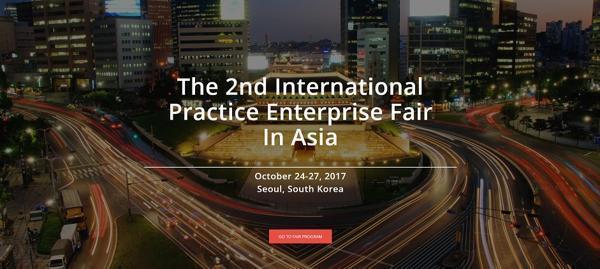 The 2nd International
Practice Enterprise Fair
In Asia
October 24-27, 2017
Seoul, South Korea
GO TO FAIR PROGRAM